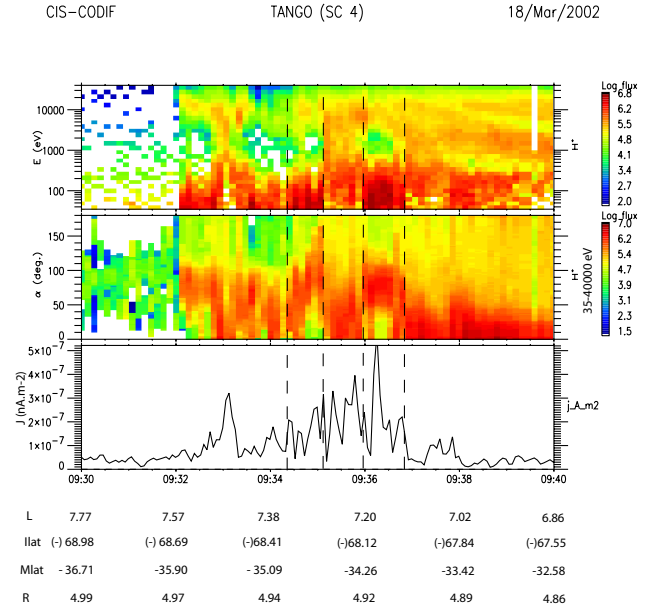 CIS-CODIF TANGO (SC 4) 18/Mar/2002
Log flux
10000
1000
100
E (eV)
6.8
6.2
5.5
4.8
4.1
3.4
2.7
2.0
H+
Log flux
150
100
50
0
α (deg.)
7.0
6.2
5.4
4.7
3.9
3.1
2.3
1.5
H+
35-40000 eV
5×10-7
4×10-7
3×10-7
2×10-7
1×10-7
0
J (nA.m-2)
j_A_m2
09:30 09:32 09:34 09:36 09:38 09:40
L 7.77 7.57 7.38 7.20 7.02 6.86
Ilat (-) 68.98 (-) 68.69 (-)68.41 (-)68.12 (-)67.84 (-)67.55
Mlat - 36.71 -35.90 - 35.09 -34.26 -33.42 -32.58
R 4.99 4.97 4.94 4.92 4.89 4.86